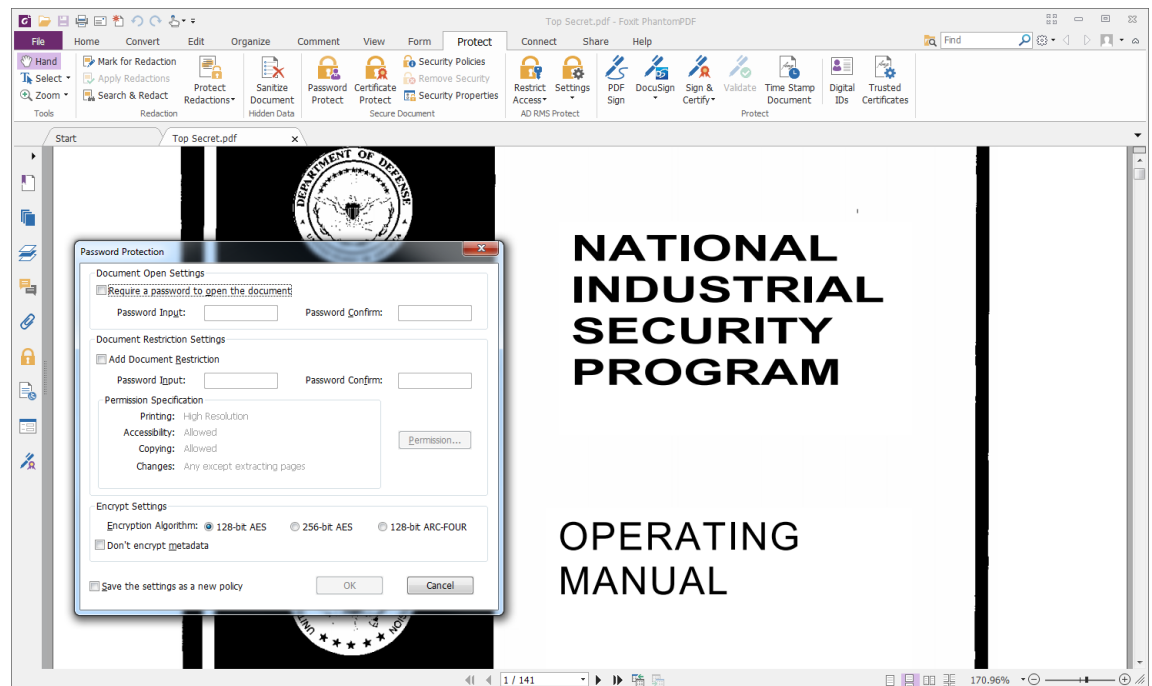 Top Secret.pdf - Foxit PhantomPDF
File Home Convert Edit Organize Comment View Form Protect Connect Share Help Find
Hand Mark for Redaction Security Policies
Select Apply Redactions Remove Security
Zoom Search & Redact Security Properties
Protect Redactions
Sanitize Document
Password Protect
Certificate Protect
Restrict Access
Settings
PDF Sign
DocuSign
Sign & Certify
Validate
Time Stamp Document
Digital IDs
Trusted Certificates
Tools Redaction Hidden Data Secure Document AD RMS Protect Protect
Start Top Secret.pdf x
DEPARTMENT OF DEFENSE
Password Protection
Document Open Settings
Require a password to open the document
Password Input: Password Confirm:
Document Restriction Settings
Add Document Restriction
Password Input: Password Confirm:
Permission Specification
Printing: High Resolution
Accessibility: Allowed
Copying: Allowed
Changes: Any except extracting pages
Permission...
Encrypt Settings
Encryption Algorithm: 128-bit AES 256-bit AES 128-bit ARC-FOUR
Don't encrypt metadata
Save the settings as a new policy OK Cancel
NATIONAL
INDUSTRIAL
SECURITY
PROGRAM
OPERATING
MANUAL
1 / 141 170.96%